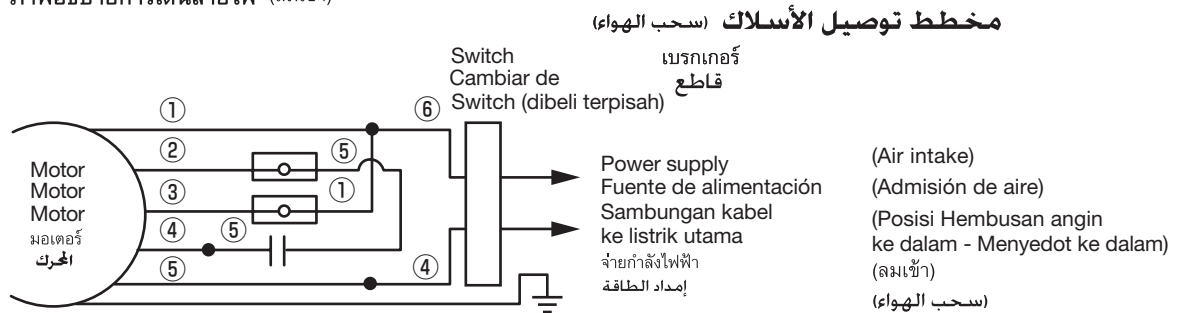 (سحب الهواء) مخطط توصيل الأسلاك
Switch
Cambiar de
Switch (dibeli terpisah)
เบรกเกอร์
قاطع
①
②
③
④
⑤
⑤
①
⑤
⑥
④
Motor
Motor
Motor
มอเตอร์
المحرك
Power supply
Fuente de alimentación
Sambungan kabel
ke listrik utama
จ่ายกำลังไฟฟ้า
إمداد الطاقة
(Air intake)
(Admisión de aire)
(Posisi Hembusan angin
ke dalam - Menyedot ke dalam)
(ลมเข้า)
(سحب الهواء)